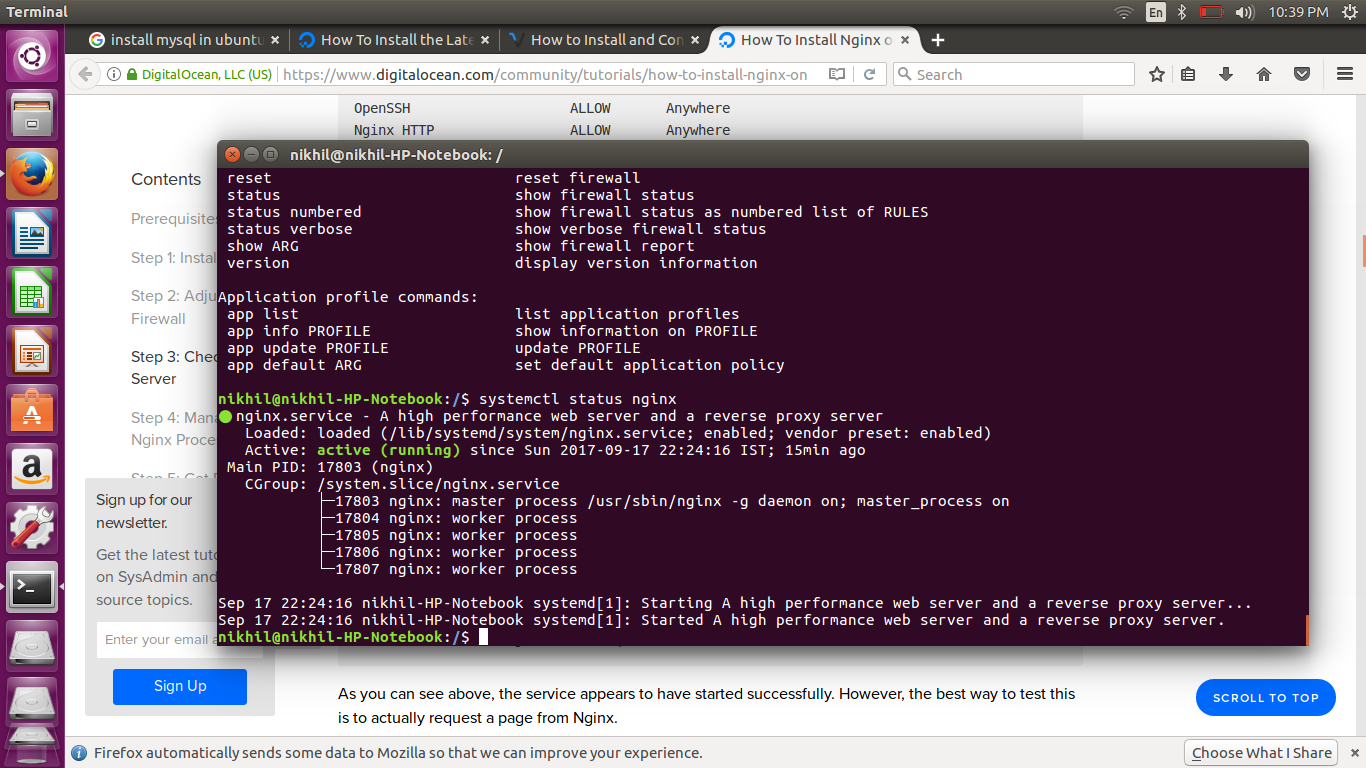 Terminal
En
10:39 PM
install mysql in ubuntu
How To Install the Late
How to Install and Con
How To Install Nginx o
DigitalOcean, LLC (US)
https://www.digitalocean.com/community/tutorials/how-to-install-nginx-on
Search
OpenSSH ALLOW Anywhere
Nginx HTTP ALLOW Anywhere
Contents
Prerequisites
Step 1: Instal
Step 2: Adju
Firewall
Step 3: Chec
Server
Step 4: Mana
Nginx Proce
Sign up for our
newsletter.
Get the latest tuto
on SysAdmin and
source topics.
Enter your email a
Sign Up
nikhil@nikhil-HP-Notebook: /
reset reset firewall
status show firewall status
status numbered show firewall status as numbered list of RULES
status verbose show verbose firewall status
show ARG show firewall report
version display version information
Application profile commands:
app list list application profiles
app info PROFILE show information on PROFILE
app update PROFILE update PROFILE
app default ARG set default application policy
nikhil@nikhil-HP-Notebook:/$ systemctl status nginx
● nginx.service - A high performance web server and a reverse proxy server
Loaded: loaded (/lib/systemd/system/nginx.service; enabled; vendor preset: enabled)
Active: active (running) since Sun 2017-09-17 22:24:16 IST; 15min ago
Main PID: 17803 (nginx)
CGroup: /system.slice/nginx.service
├─17803 nginx: master process /usr/sbin/nginx -g daemon on; master_process on
├─17804 nginx: worker process
├─17805 nginx: worker process
├─17806 nginx: worker process
└─17807 nginx: worker process
Sep 17 22:24:16 nikhil-HP-Notebook systemd[1]: Starting A high performance web server and a reverse proxy server...
Sep 17 22:24:16 nikhil-HP-Notebook systemd[1]: Started A high performance web server and a reverse proxy server.
nikhil@nikhil-HP-Notebook:/$
As you can see above, the service appears to have started successfully. However, the best way to test this
is to actually request a page from Nginx.
SCROLL TO TOP
Firefox automatically sends some data to Mozilla so that we can improve your experience.
Choose What I Share